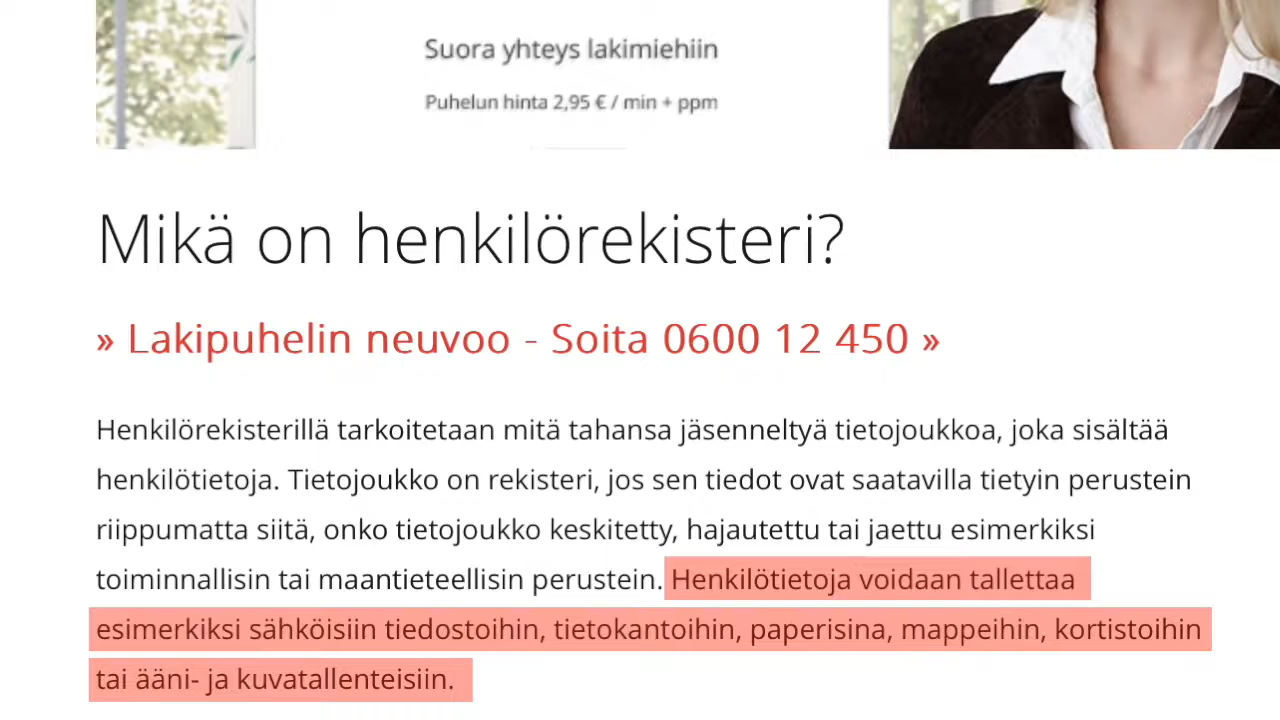 Suora yhteys lakimiehiin
Puhelun hinta 2,95 € / min + ppm
Mikä on henkilörekisteri?
» Lakipuhelin neuvoo - Soita 0600 12 450 »
Henkilörekisterillä tarkoitetaan mitä tahansa jäsenneltyä tietojoukkoa, joka sisältää
henkilötietoja. Tietojoukko on rekisteri, jos sen tiedot ovat saatavilla tietyin perustein
riippumatta siitä, onko tietojoukko keskitetty, hajautettu tai jaettu esimerkiksi
toiminnallisin tai maantieteellisin perustein. Henkilötietoja voidaan tallettaa
esimerkiksi sähköisiin tiedostoihin, tietokantoihin, paperisina, mappeihin, kortistoihin
tai ääni- ja kuvatallenteisiin.